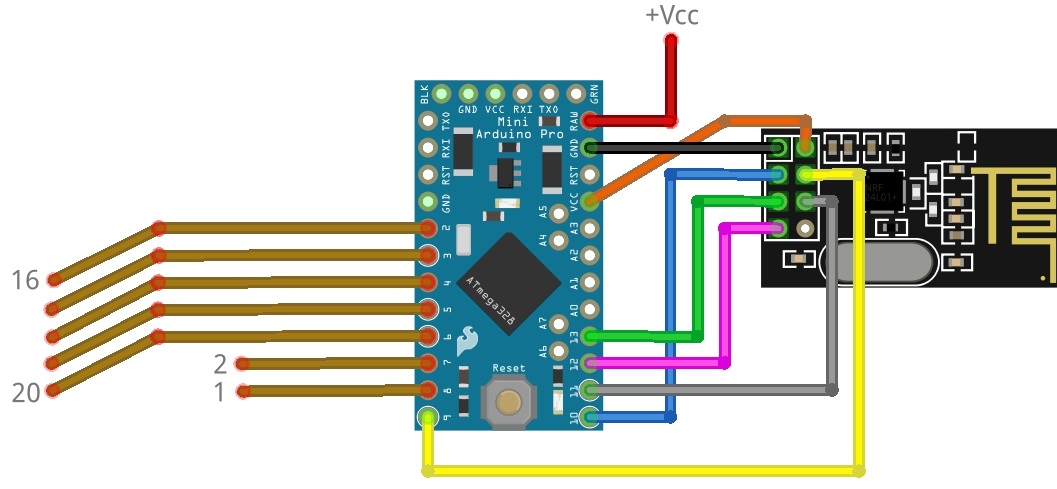 +Vcc
BLK
GND VCC RXI TXO
GRN
Mini
Arduino Pro
TXO
RXI
RST
GND
2
3
4
5
6
7
8
9
RAW
GND
RST
VCC
A3
A2
A1
A0
13
12
11
10
A5
A4
A7
A6
ATmega328
Reset
NRF
24L01+
16
20
2
1